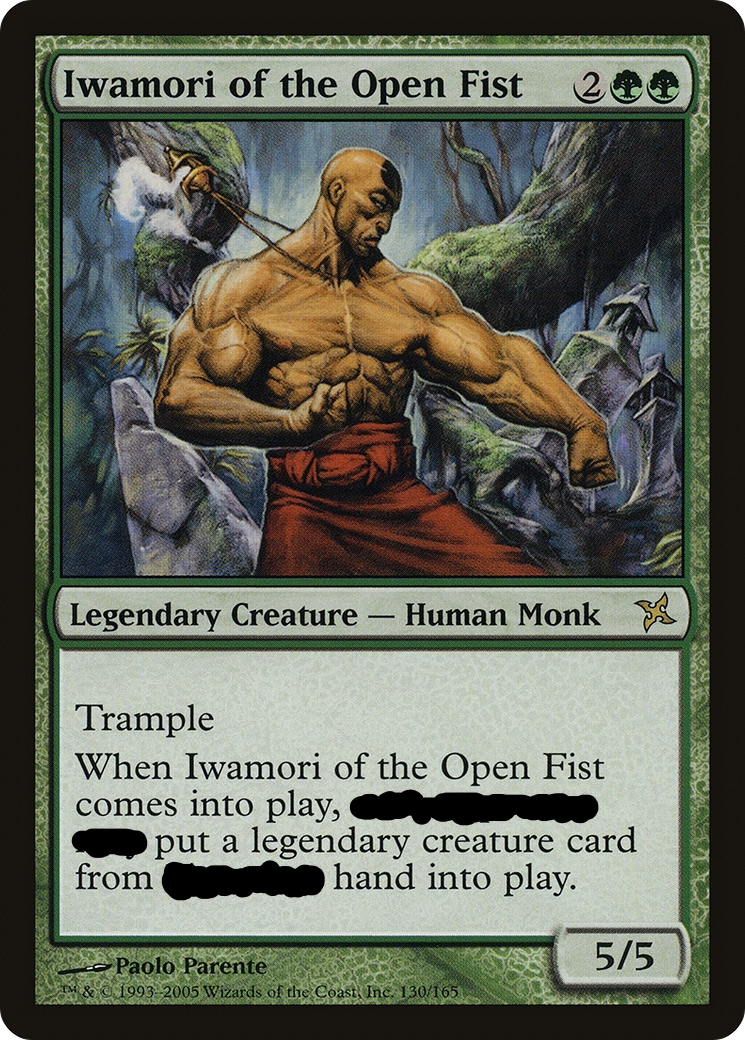 Iwamori of the Open Fist 2
Legendary Creature — Human Monk
Trample
When Iwamori of the Open Fist
comes into play,
put a legendary creature card
from hand into play.
5/5
Paolo Parente
™ & © 1993–2005 Wizards of the Coast, Inc. 130/165